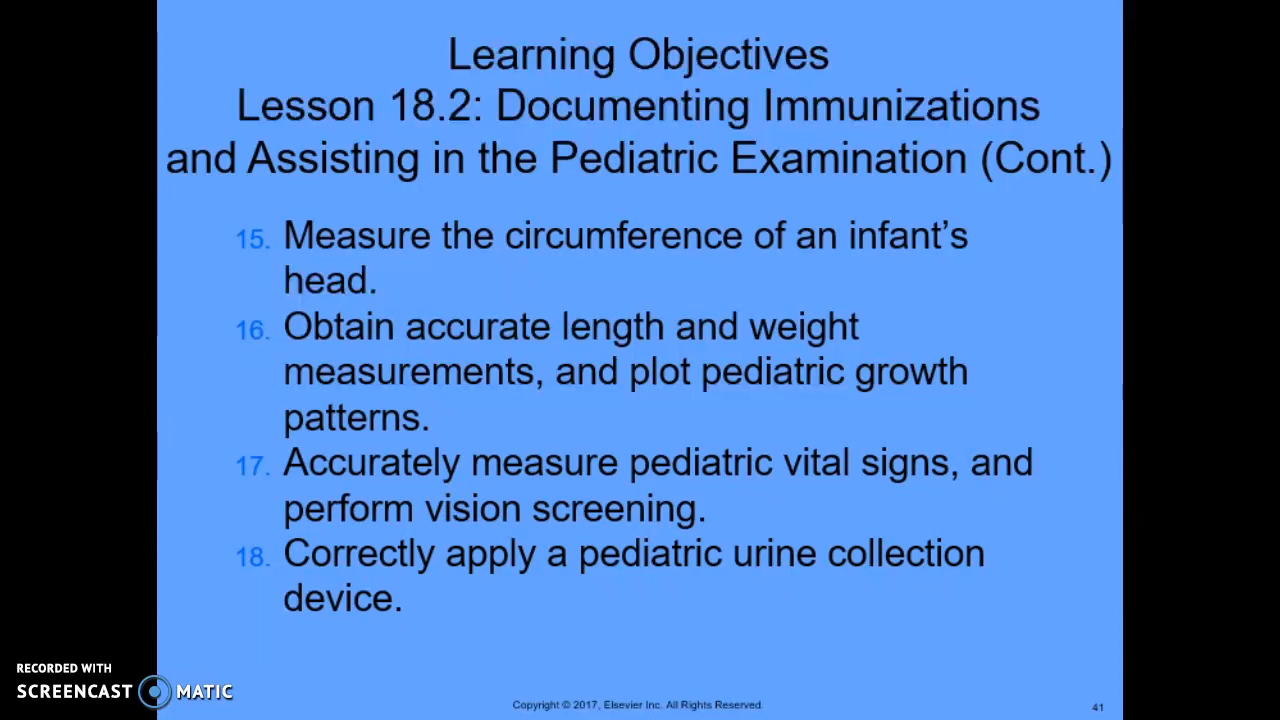 Learning Objectives
Lesson 18.2: Documenting Immunizations
and Assisting in the Pediatric Examination (Cont.)
15. Measure the circumference of an infant’s
head.
16. Obtain accurate length and weight
measurements, and plot pediatric growth
patterns.
17. Accurately measure pediatric vital signs, and
perform vision screening.
18. Correctly apply a pediatric urine collection
device.
RECORDED WITH
SCREENCAST MATIC
Copyright © 2017, Elsevier Inc. All Rights Reserved.
41